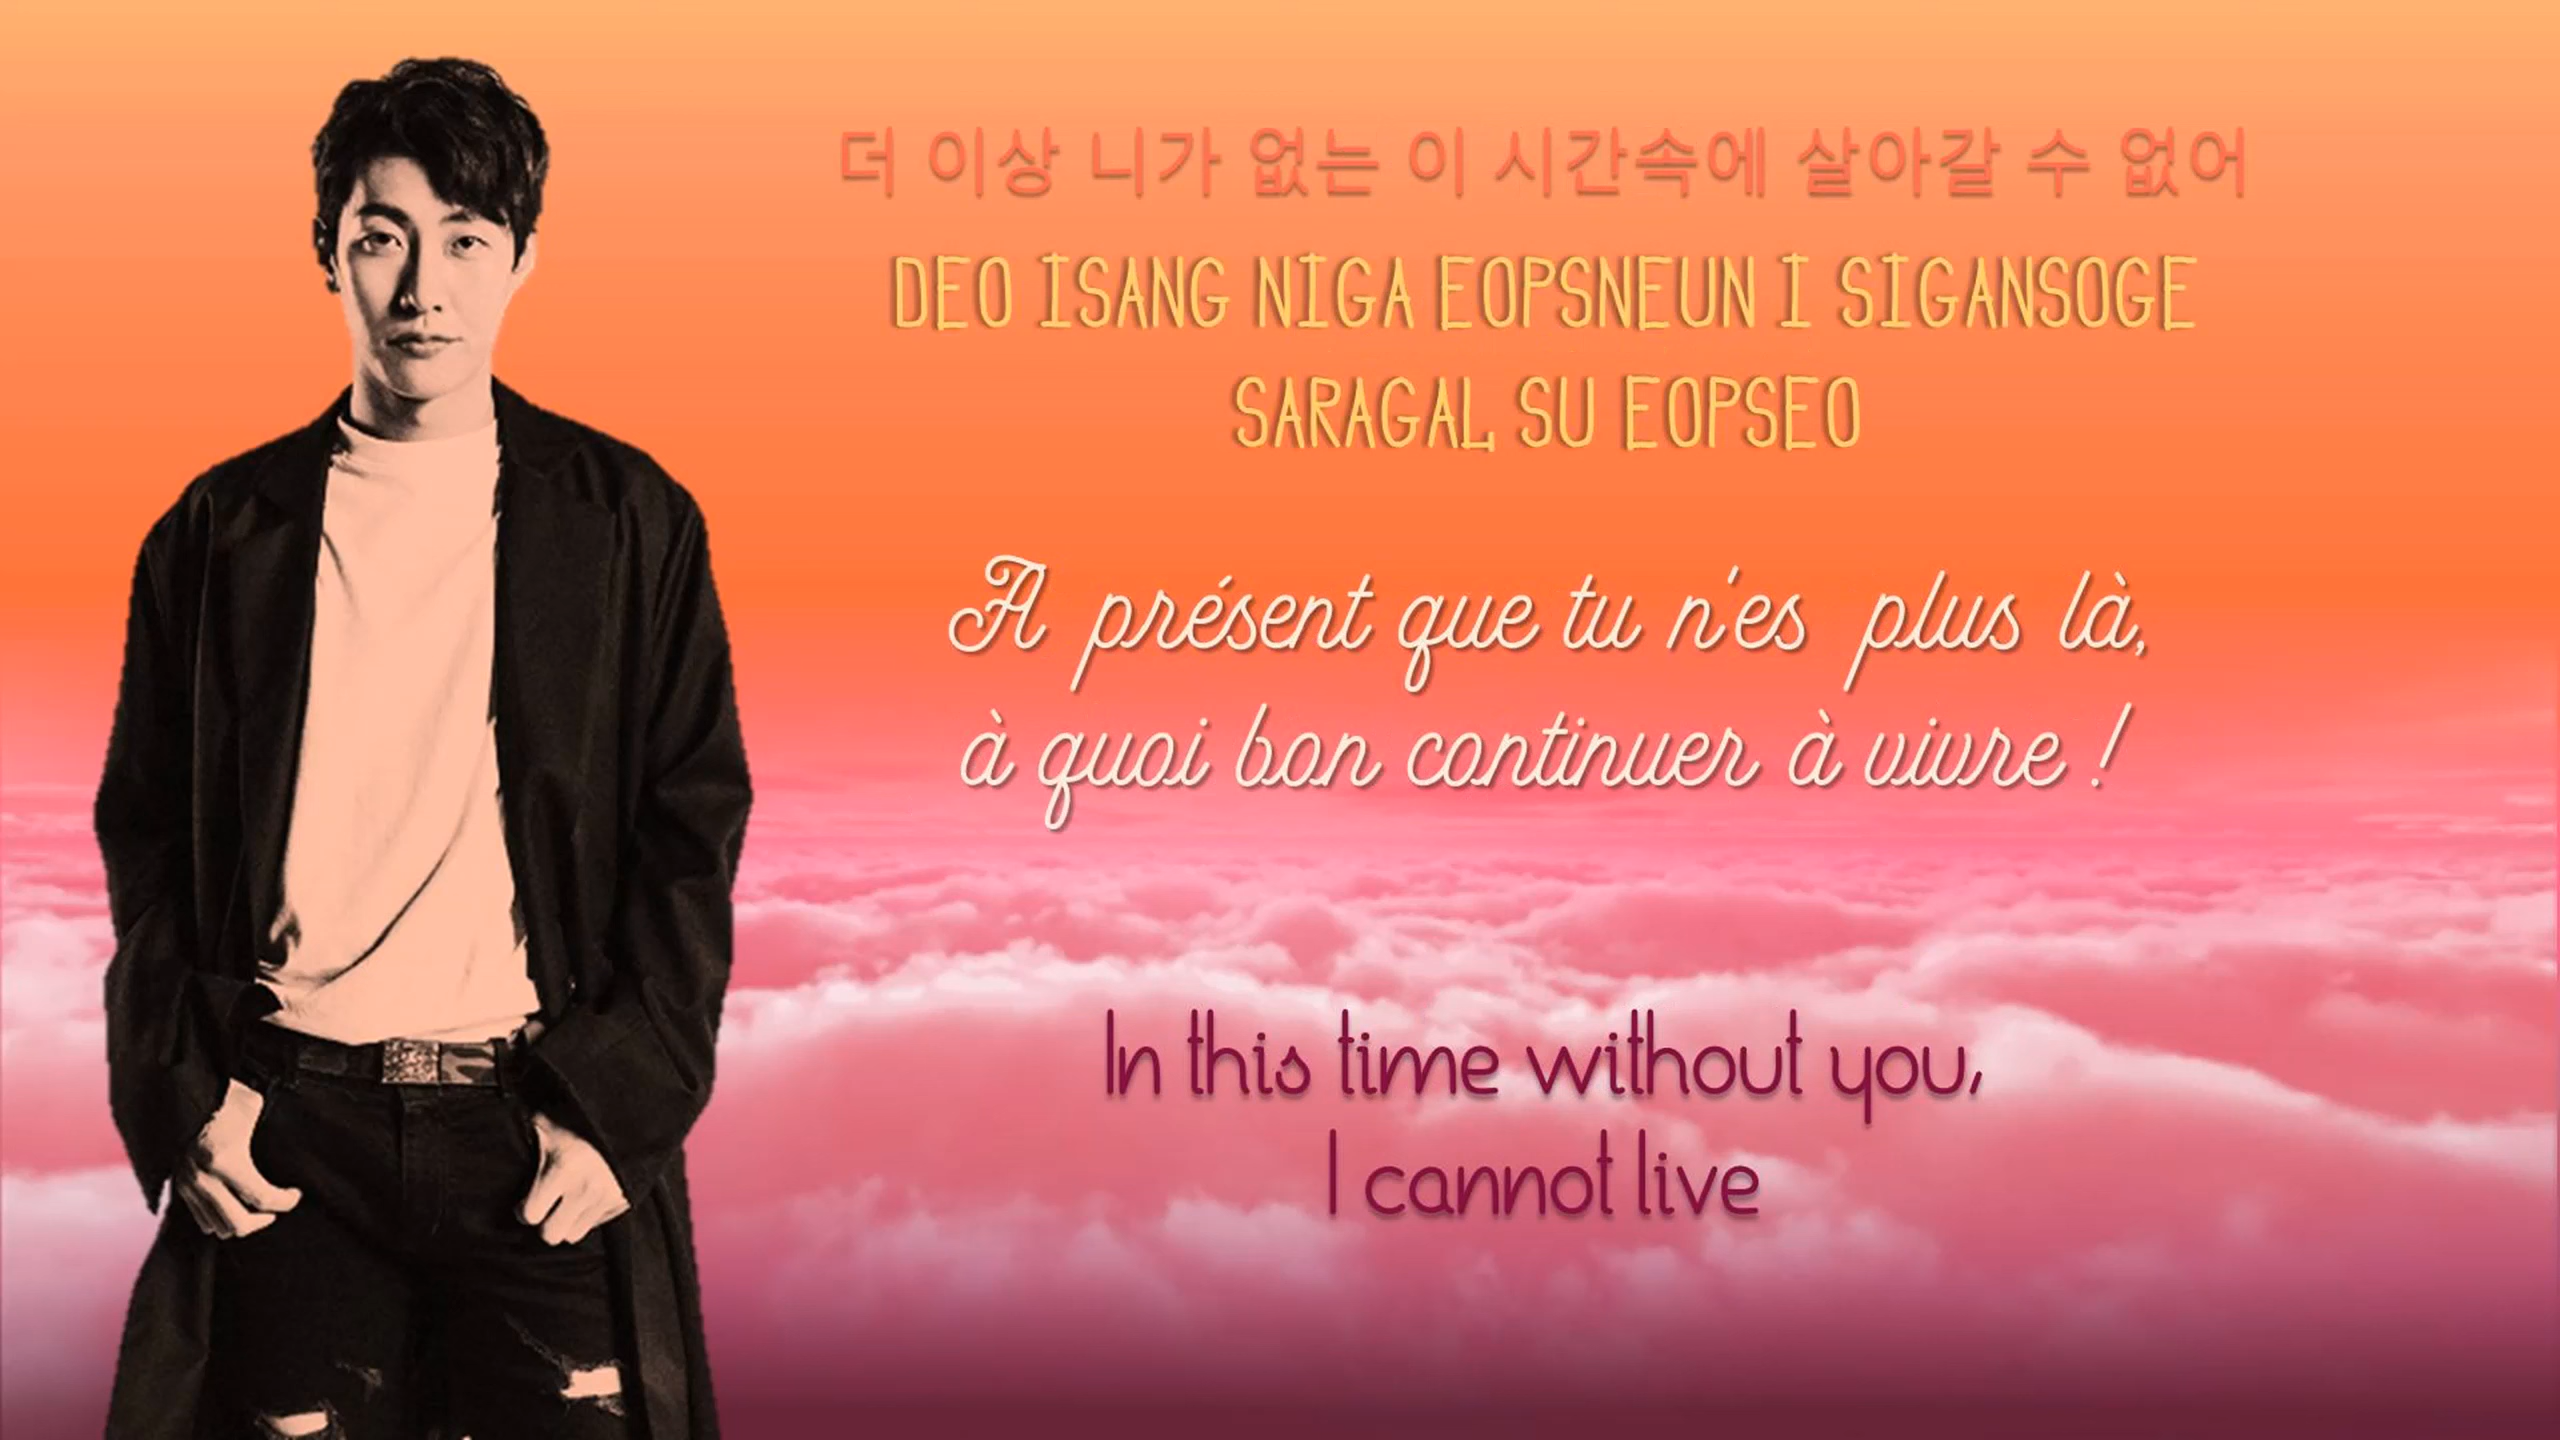 더 이상 니가 없는 이 시간속에 살아갈 수 없어
DEO ISANG NIGA EOPSNEUN I SIGANSOGE
SARAGAL SU EOPSEO
A présent que tu n'es plus là,
à quoi bon continuer à vivre !
In this time without you,
I cannot live